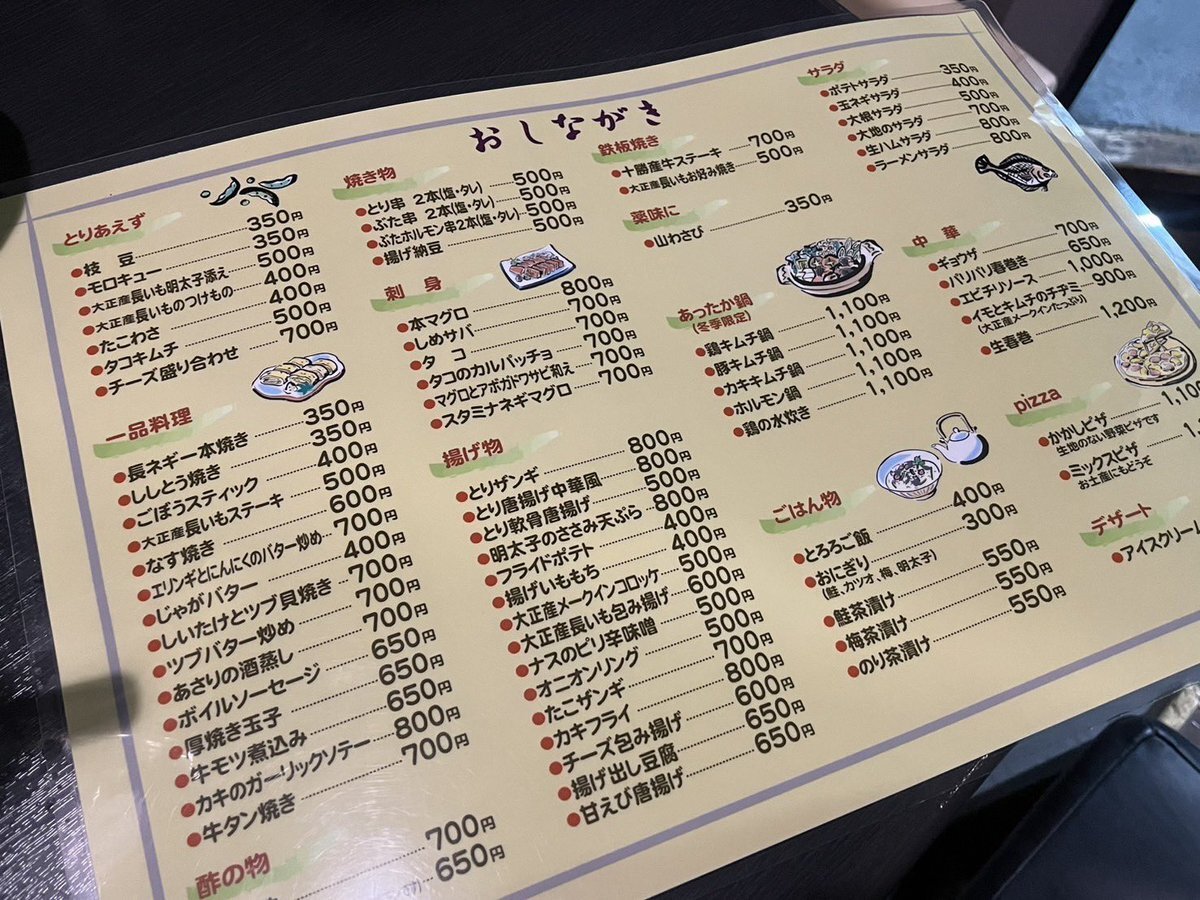 おしながき
とりあえず
枝豆 350円
モロキュー 350円
大正産長いも明太子添え 500円
大正産長いものつけもの 400円
たこわさ 400円
タコキムチ 500円
チーズ盛り合わせ 700円
一品料理
長ネギ一本焼き 350円
ししとう焼き 350円
ごぼうスティック 400円
大正産長いもステーキ 500円
なす焼き 600円
エリンギとにんにくのバター炒め 700円
じゃがバター 400円
しいたけとツブ貝焼き 700円
ツブバター炒め 700円
あさりの酒蒸し 700円
ボイルソーセージ 650円
厚焼き玉子 650円
牛モツ煮込み 650円
カキのガーリックソテー 800円
牛タン焼き 700円
酢の物
700円
650円
焼き物
とり串 2本(塩・タレ) 500円
ぶた串 2本(塩・タレ) 500円
ぶたホルモン串2本(塩・タレ) 500円
揚げ納豆 500円
刺身
本マグロ 800円
しめサバ 700円
タコ 700円
タコのカルパッチョ 700円
マグロとアボガドワサビ和え 700円
スタミナネギマグロ 700円
揚げ物
とりザンギ 800円
とり唐揚げ中華風 800円
とり軟骨唐揚げ 500円
明太子のささみ天ぷら 800円
フライドポテト 400円
揚げいももち 400円
大正産メークインコロッケ 500円
大正産長いも包み揚げ 600円
ナスのピリ辛味噌 500円
オニオンリング 500円
たこザンギ 700円
カキフライ 800円
チーズ包み揚げ 600円
揚げ出し豆腐 650円
甘えび唐揚げ 650円
鉄板焼き
十勝産牛ステーキ 700円
大正産長いもお好み焼き 500円
薬味に
山わさび 350円
あったか鍋
(冬季限定)
鶏キムチ鍋 1,100円
豚キムチ鍋 1,100円
カキキムチ鍋 1,100円
ホルモン鍋 1,100円
鶏の水炊き 1,100円
ごはん物
とろろご飯 400円
おにぎり 300円
(鮭、カツオ、梅、明太子)
鮭茶漬け 550円
梅茶漬け 550円
のり茶漬け 550円
サラダ
ポテトサラダ 350円
玉ネギサラダ 400円
大根サラダ 500円
大地のサラダ 700円
生ハムサラダ 800円
ラーメンサラダ 800円
中華
ギョウザ 700円
パリパリ春巻き 650円
エビチリソース 1,000円
イモとキムチのチヂミ 900円
(大正産メークインたっぷり)
生春巻 1,200円
pizza
かかしピザ
生地のない野菜ピザです
ミックスピザ
お土産にもどうぞ
デザート
アイスクリー